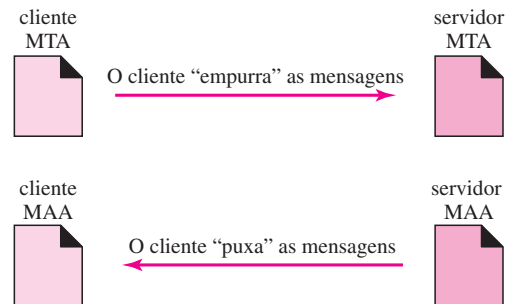 cliente
MTA
servidor
MTA
O cliente “empurra” as mensagens
cliente
MAA
servidor
MAA
O cliente “puxa” as mensagens